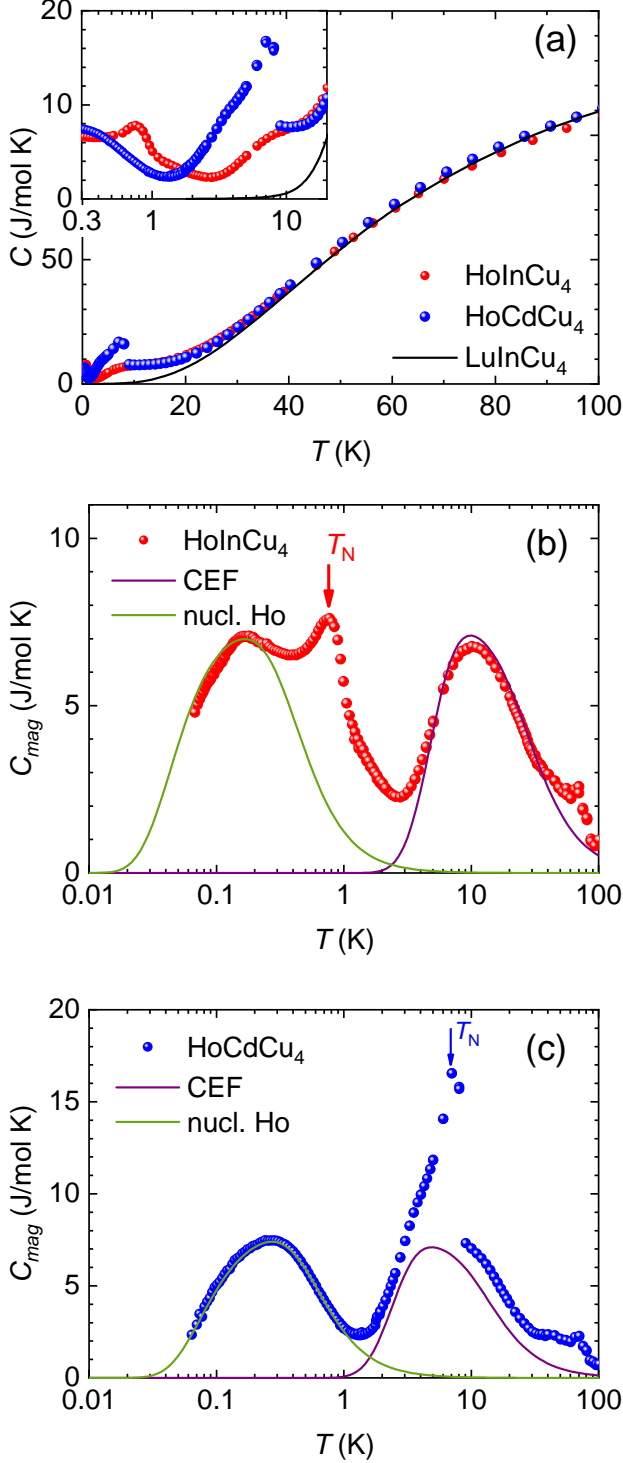 (a)
20
10
0
0.3 1 10
C (J/mol K)
50
0
HoInCu4
HoCdCu4
LuInCu4
0 20 40 60 80 100
T (K)
(b)
10
5
0
HoInCu4
CEF
nucl. Ho
TN
Cmag (J/mol K)
0.01 0.1 1 10 100
T (K)
(c)
20
15
10
5
0
HoCdCu4
CEF
nucl. Ho
TN
Cmag (J/mol K)
0.01 0.1 1 10 100
T (K)